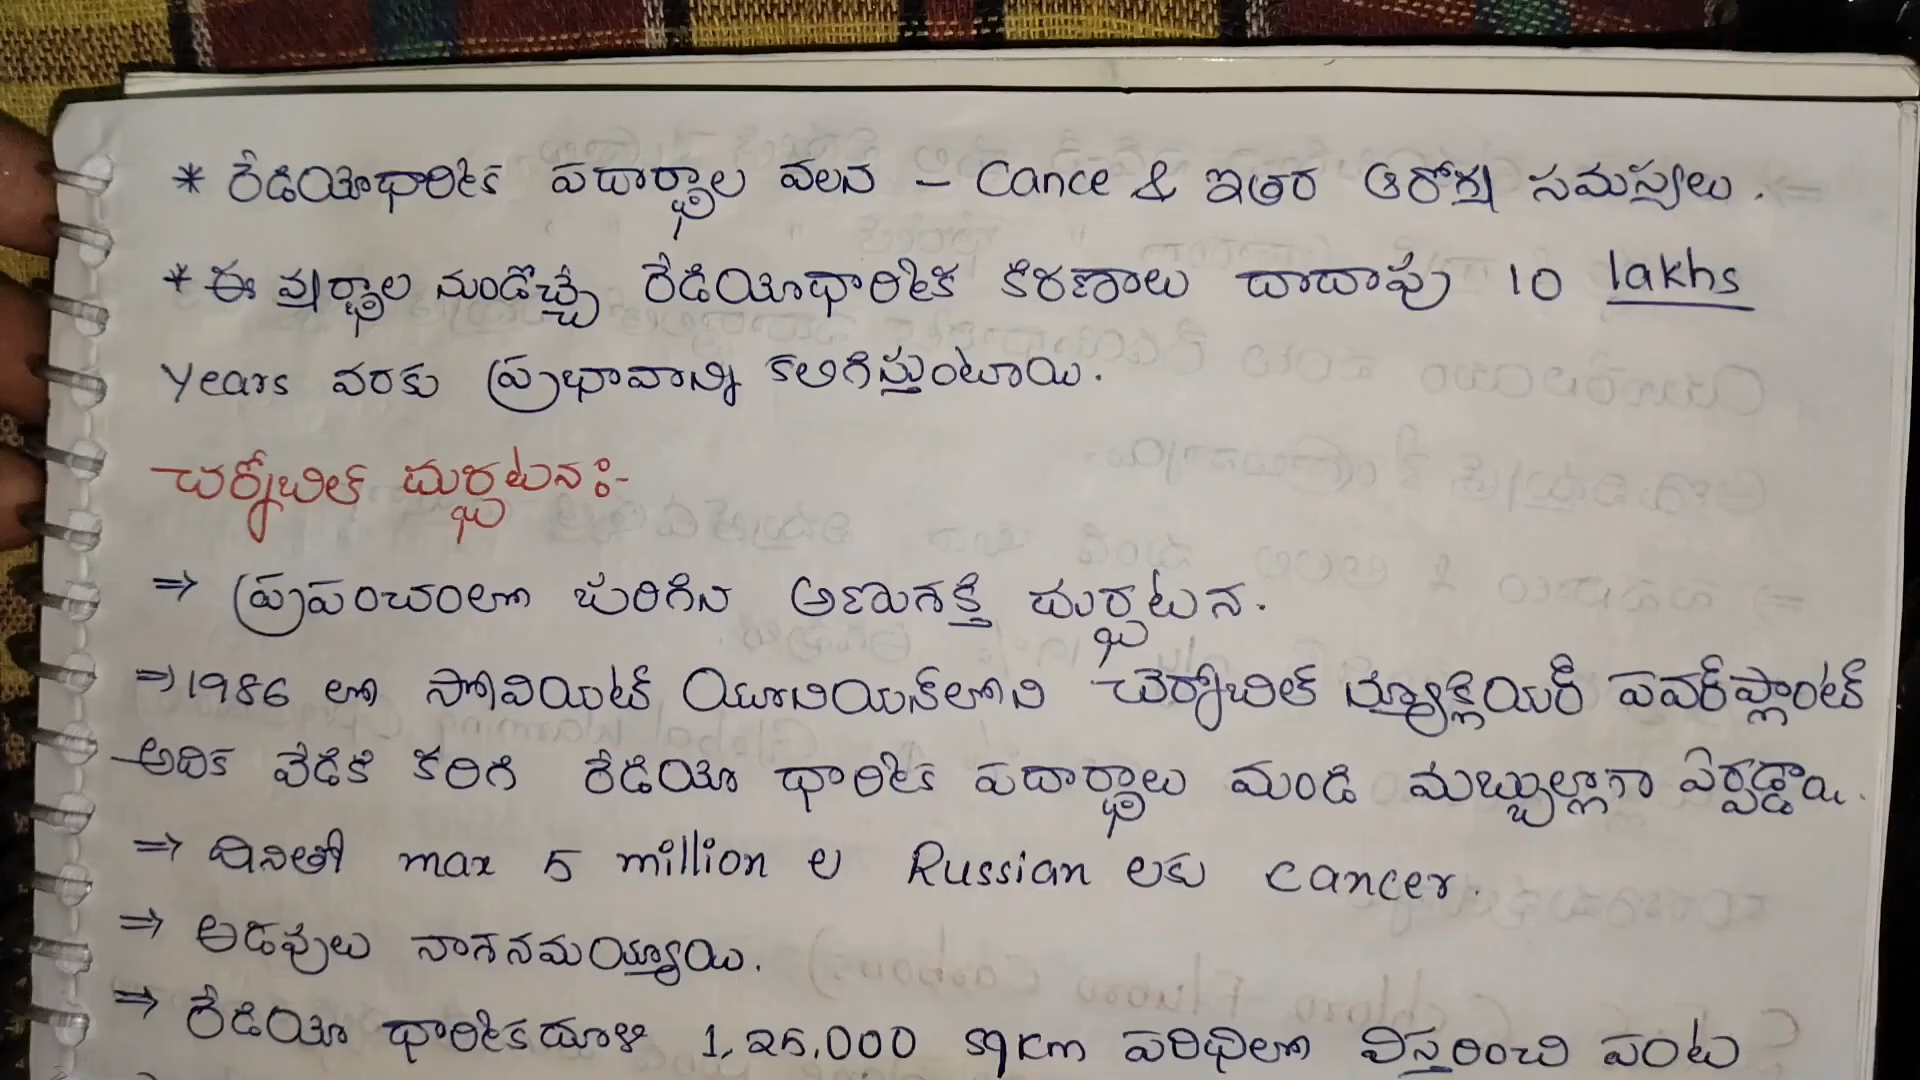 * రేడియోధార్మిక పదార్థాల వలన - Cance & ఇతర ఆరోగ్య సమస్యలు.
* ఈ వ్యర్థాల నుండొచ్చే రేడియోధార్మిక కిరణాలు దాదాపు 10 lakhs
years వరకు ప్రభావాన్ని కలిగిస్తుంటాయి.
చెర్నోబిల్ దుర్ఘటన:-
⇒ ప్రపంచంలో జరిగిన అణుశక్తి దుర్ఘటన.
⇒ 1986 లో సోవియట్ యూనియన్‌లోని చెర్నోబిల్ న్యూక్లియర్ పవర్‌ప్లాంట్
అధిక వేడికి కరిగి రేడియో ధార్మిక పదార్థాలు మండి మబ్బుల్లాగా ఏర్పడ్డాయి.
⇒ దీనితో max 5 million ల Russian లకు cancer.
⇒ అడవులు నాశనమయ్యాయి.
⇒ రేడియో ధార్మికధూళి 1,25,000 sqkm పరిధిలో విస్తరించి పంట